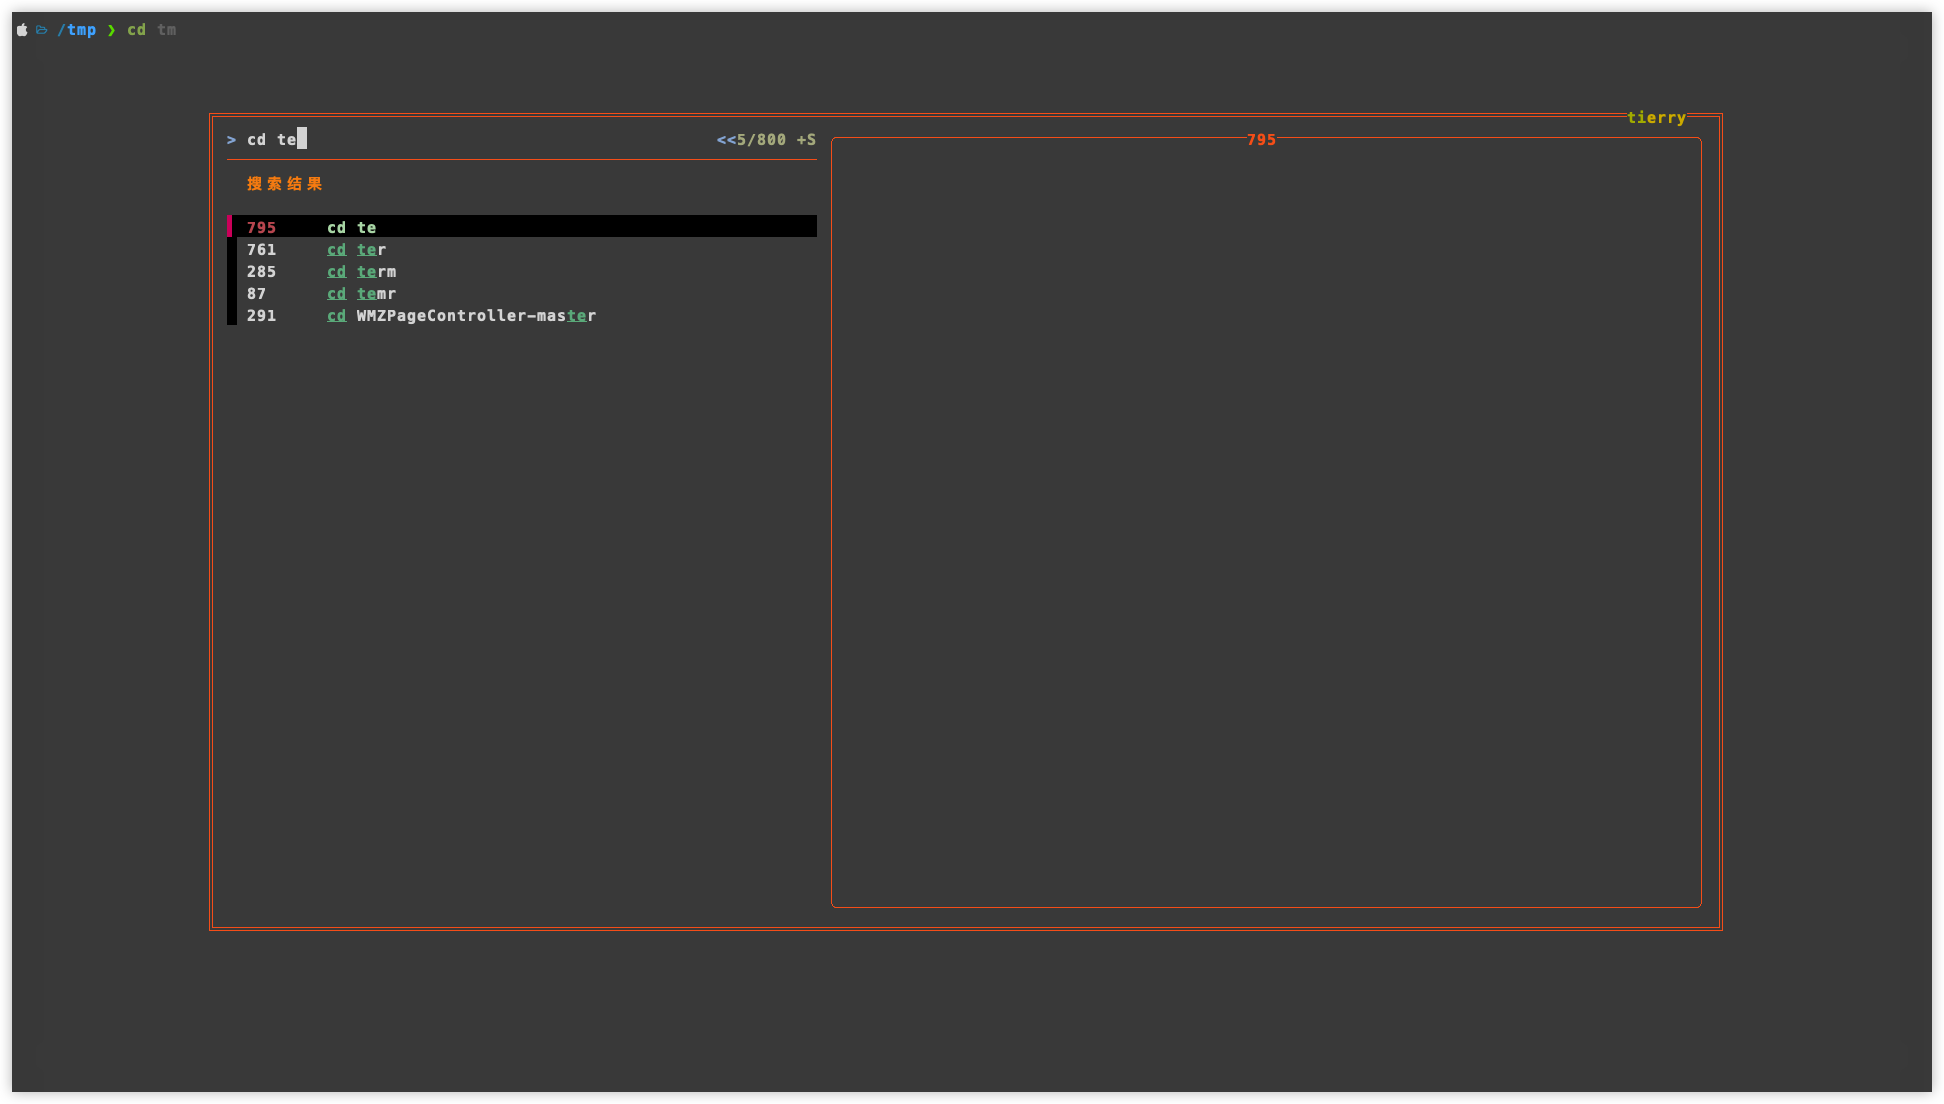 /tmp ❯ cd tm
tierry
> cd te <<5/800 +S
795
搜索结果
795 cd te
761 cd ter
285 cd term
87 cd temr
291 cd WMZPageController-master